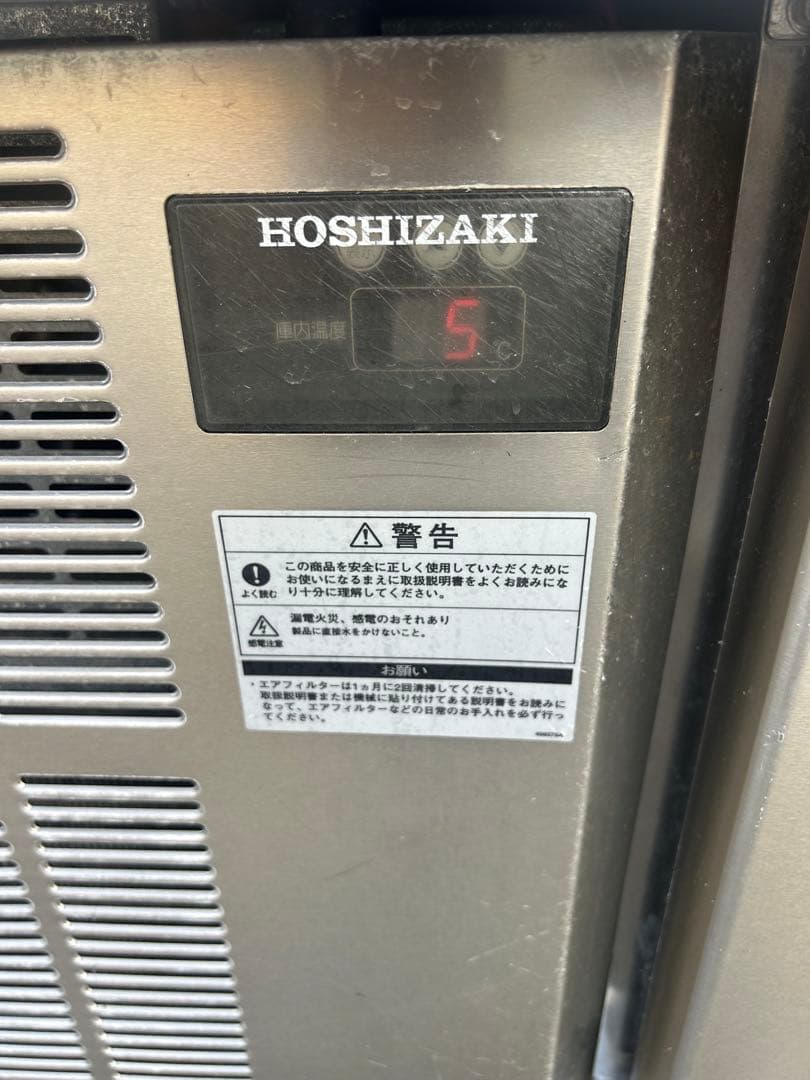 HOSHIZAKI
表示
庫内温度
5
℃
警告
この商品を安全に正しく使用していただくために
お使いになるまえに取扱説明書をよくお読みにな
り十分に理解してください。
よく読む
漏電火災、感電のおそれあり
製品に直接水をかけないこと。
感電注意
お願い
・エアフィルターは1ヵ月に2回清掃してください。
取扱説明書または機械に貼り付けてある説明書をお読みに
なって、エアフィルターなどの日常のお手入れを必ず行っ
てください。